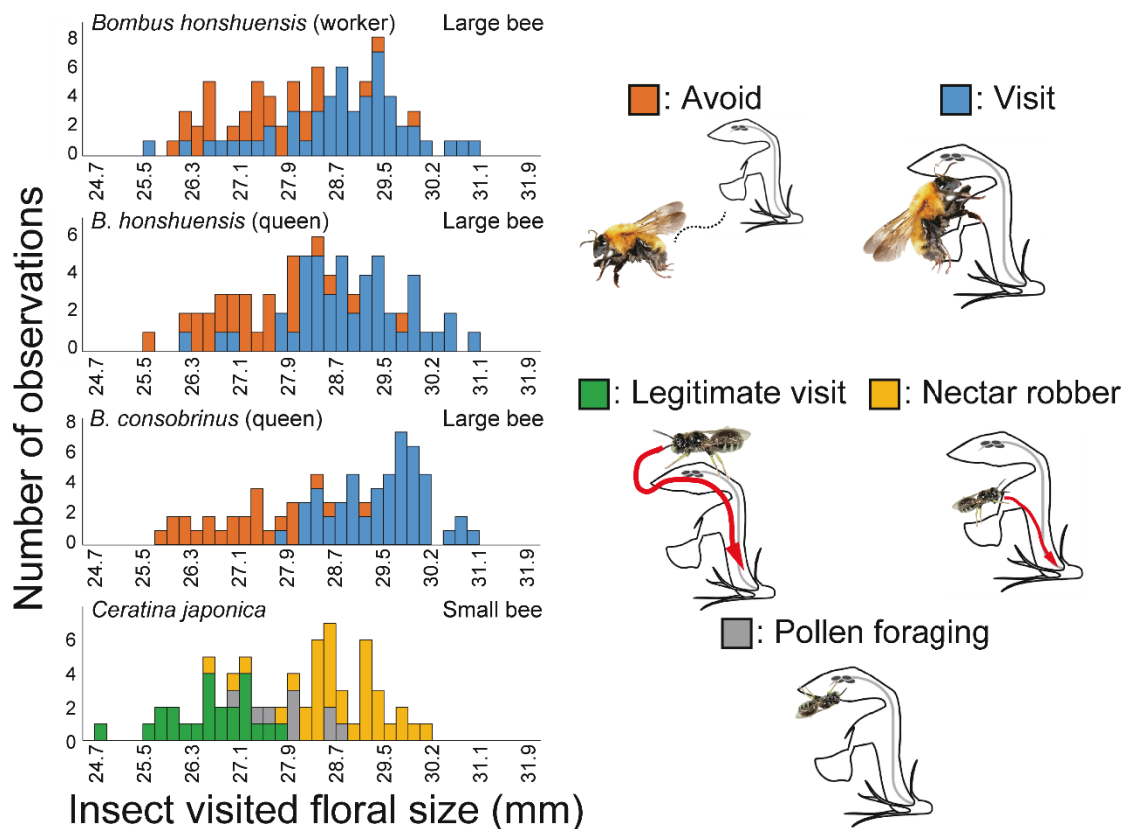 Bombus honshuensis (worker) Large bee
8
6
4
2
0
24.7 25.5 26.3 27.1 27.9 28.7 29.5 30.2 31.1 31.9
B. honshuensis (queen) Large bee
6
4
2
0
24.7 25.5 26.3 27.1 27.9 28.7 29.5 30.2 31.1 31.9
B. consobrinus (queen) Large bee
8
6
4
2
0
24.7 25.5 26.3 27.1 27.9 28.7 29.5 30.2 31.1 31.9
Ceratina japonica Small bee
6
4
2
0
24.7 25.5 26.3 27.1 27.9 28.7 29.5 30.2 31.1 31.9
Number of observations
Insect visited floral size (mm)
: Avoid : Visit
: Legitimate visit : Nectar robber
: Pollen foraging